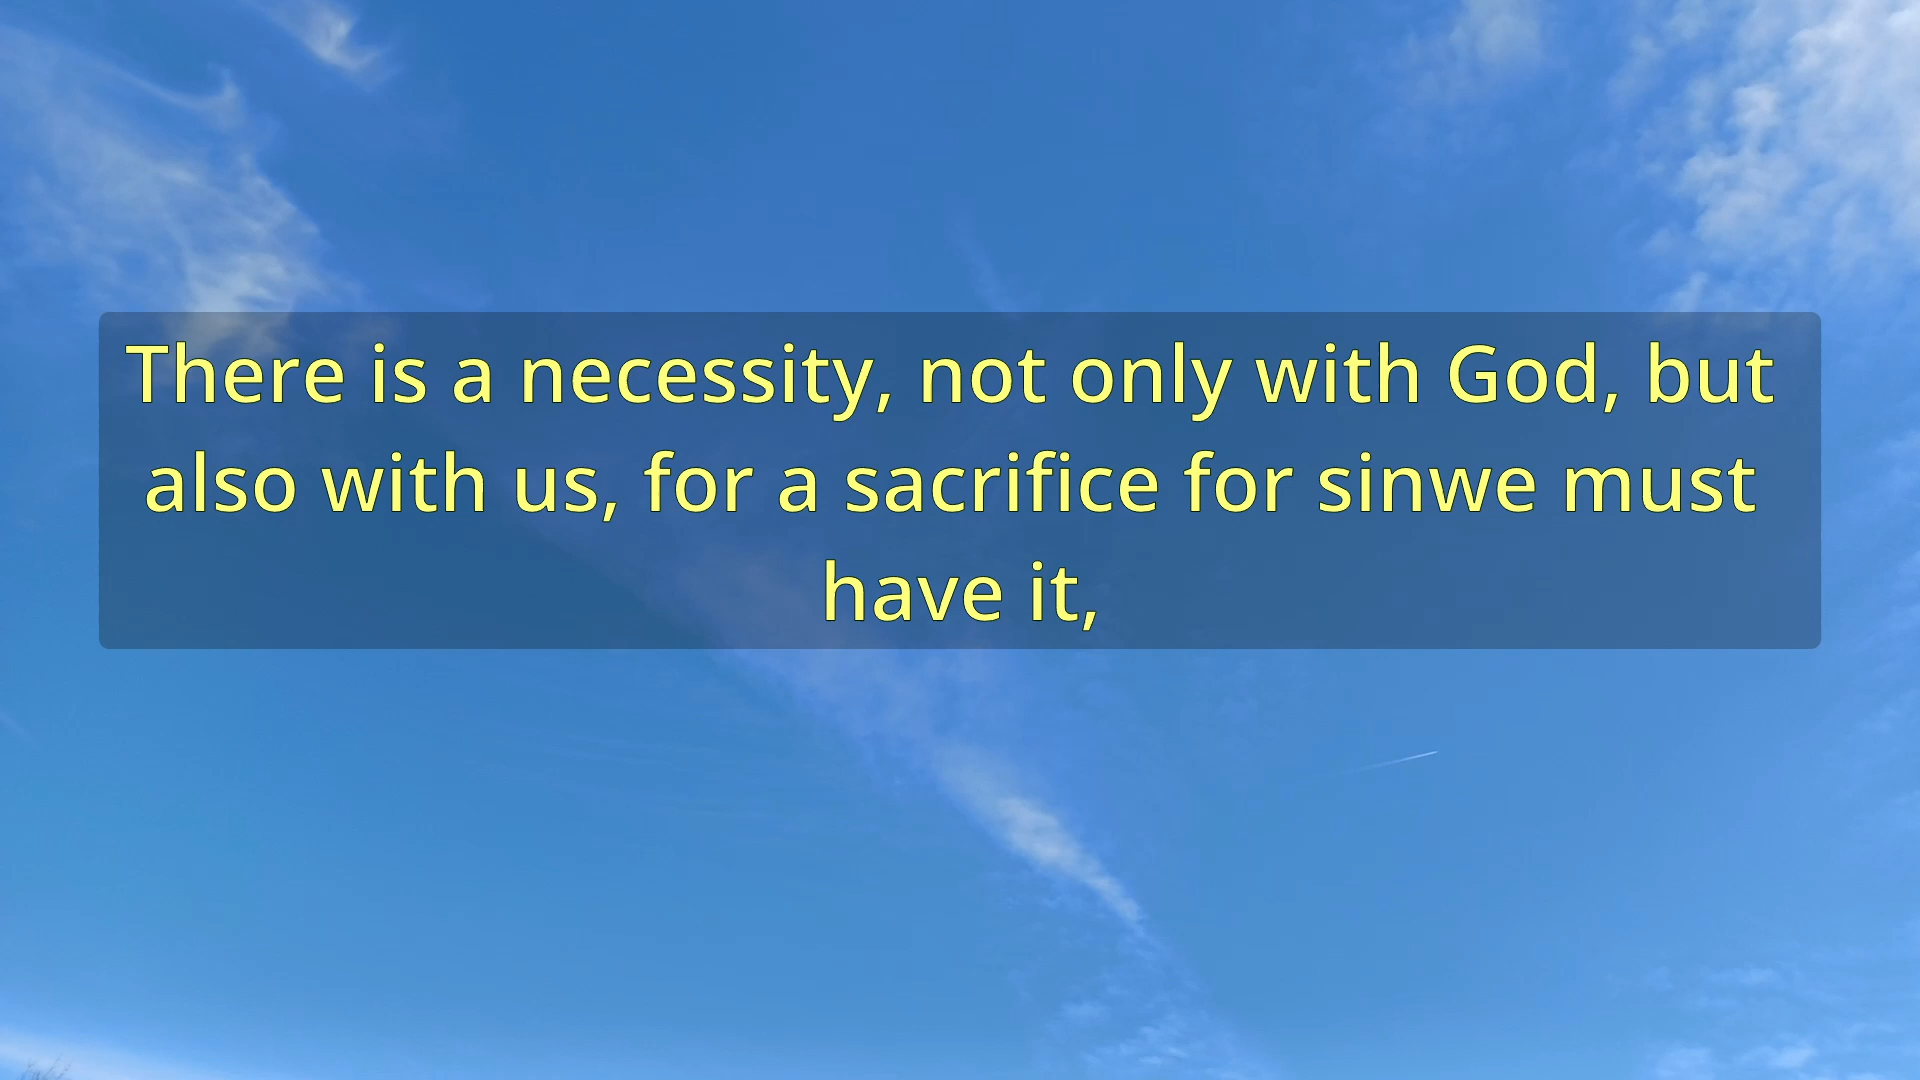 There is a necessity, not only with God, but
also with us, for a sacrifice for sinwe must
have it,